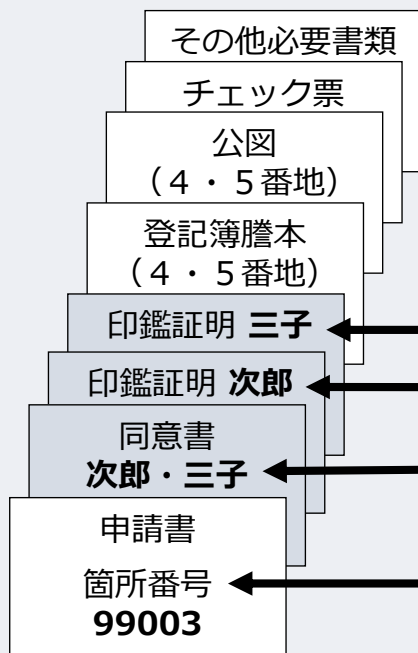 その他必要書類
チェック票
公図
（４・５番地）
登記簿謄本
（４・５番地）
印鑑証明 三子
印鑑証明 次郎
同意書
次郎・三子
申請書
箇所番号
99003